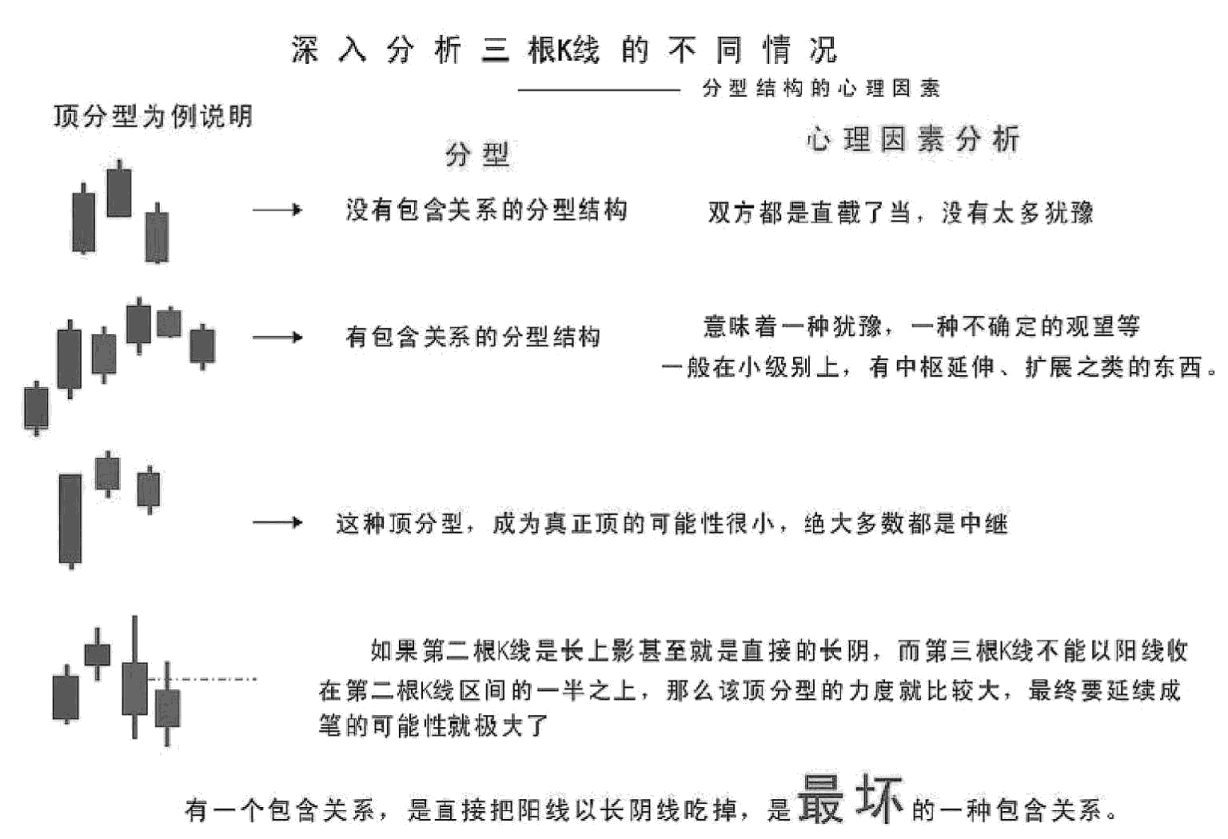 深入分析三根K线的不同情况
分型结构的心理因素
顶分型为例说明
分型
心理因素分析
没有包含关系的分型结构
双方都是直截了当，没有太多犹豫
有包含关系的分型结构
意味着一种犹豫，一种不确定的观望等
一般在小级别上，有中枢延伸、扩展之类的东西。
这种顶分型，成为真正顶的可能性很小，绝大多数都是中继
如果第二根K线是长上影甚至就是直接的长阴，而第三根K线不能以阳线收
在第二根K线区间的一半之上，那么该顶分型的力度就比较大，最终要延续成
笔的可能性就极大了
有一个包含关系，是直接把阳线以长阴线吃掉，是最坏的一种包含关系。